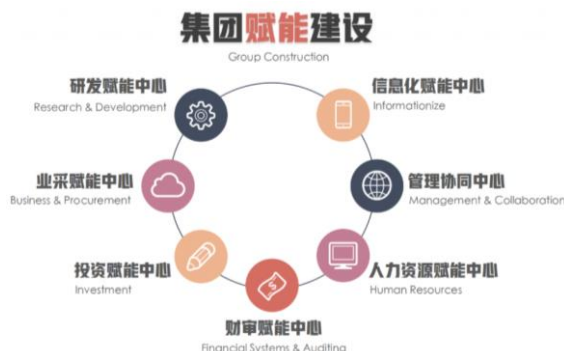 集团赋能建设
Group Construction
研发赋能中心
Research & Development
信息化赋能中心
Informationize
业采赋能中心
Business & Procurement
管理协同中心
Management & Collaboration
投资赋能中心
Investment
人力资源赋能中心
Human Resources
财审赋能中心
Financial Systems & Auditing